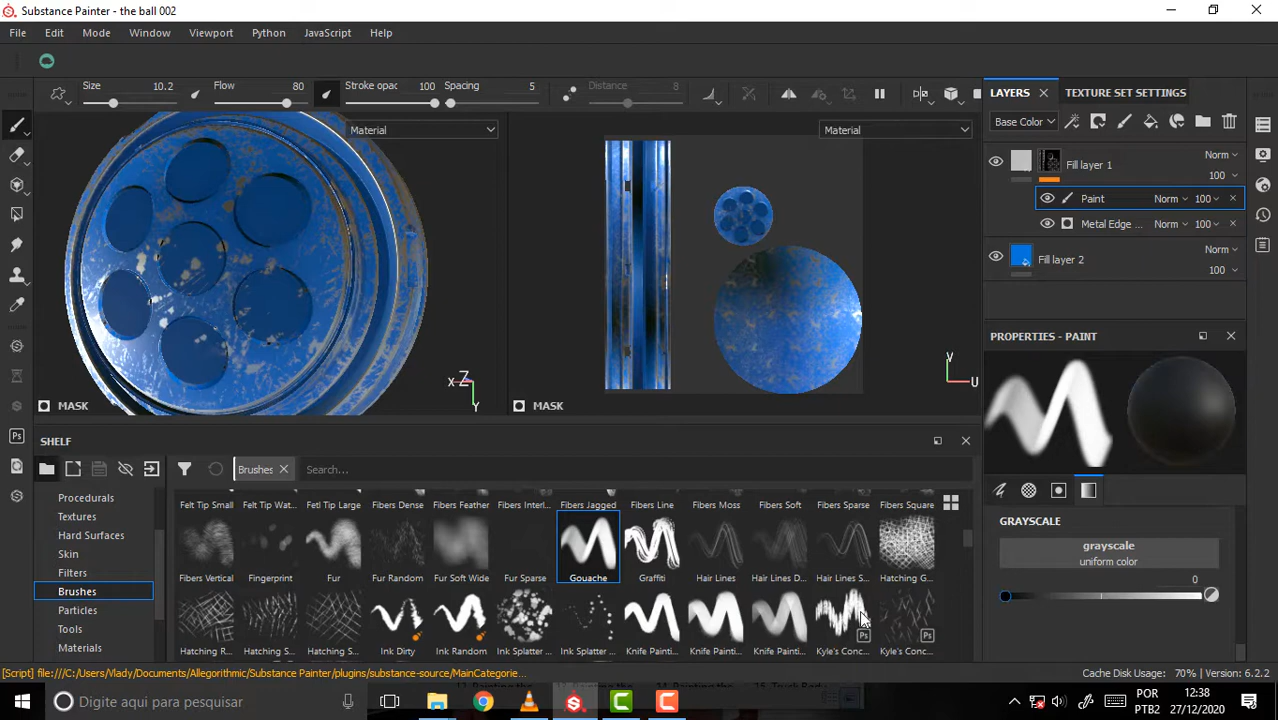 Substance Painter - the ball 002
File Edit Mode Window Viewport Python JavaScript Help
Size 10.2 Flow 80 Stroke opac 100 Spacing 5 Distance 8
LAYERS TEXTURE SET SETTINGS
Material Material
Base Color
Fill layer 1 Norm
100
Paint Norm 100
Metal Edge ... Norm 100
Fill layer 2 Norm
100
X Z Y
V U
MASK MASK
PROPERTIES - PAINT
SHELF
Brushes Search...
Procedurals
Textures
Hard Surfaces
Skin
Filters
Brushes
Particles
Tools
Materials
Felt Tip Small Felt Tip Wat... Felt Tip Large Fibers Dense Fibers Feather Fibers Interl... Fibers Jagged Fibers Line Fibers Moss Fibers Soft Fibers Sparse Fibers Square
Fibers Vertical Fingerprint Fur Fur Random Fur Soft Wide Fur Sparse Gouache Graffiti Hair Lines Hair Lines D... Hair Lines S... Hatching G...
Hatching R... Hatching S... Hatching S... Ink Dirty Ink Random Ink Splatter ... Ink Splatter ... Knife Painti... Knife Painti... Knife Painti... Kyle's Conc... Kyle's Conc...
Ps
Ps Ps
GRAYSCALE
grayscale
uniform color
0
[Script] file:///C:/Users/Vlady/Documents/Allegorithmic/Substance Painter/plugins/substance-source/MainCategorie...
Cache Disk Usage: 70% | Version: 6.2.2
Digite aqui para pesquisar
POR
PTB2
12:38
27/12/2020